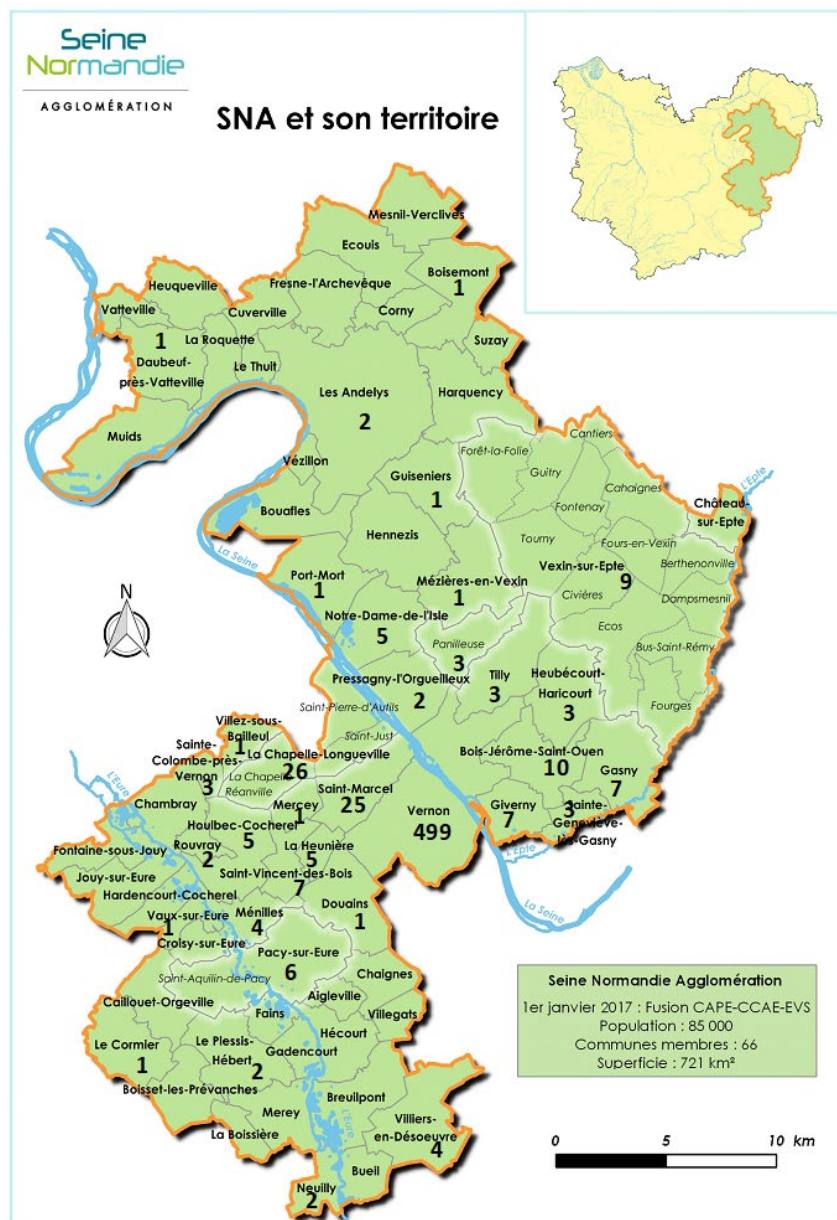 Seine
Normandie
AGGLOMÉRATION
SNA et son territoire
Mesnil-Verclives
Ecouis
Boisemont
1
Heuqueville
Fresne-l'Archevêque
Vatteville
Cuverville
Corny
1
La Roquette
Suzay
Daubeuf-
près-Vatteville
Le Thuit
Les Andelys
2
Harquency
Muids
Cantiers
Forêt-la-Folie
Vézillon
Guitry
Guiseniers
1
Cahaignes
L'Epte
Château-
sur-Epte
Bouafles
Fontenay
Hennezis
Tourny
Fours-en-Vexin
La Seine
Berthenonville
Port-Mort
1
Mézières-en-Vexin
1
Vexin-sur-Epte
9
Civières
Dampsmesnil
N
Notre-Dame-de-l'Isle
5
Ecos
Panilleuse
3
Bus-Saint-Rémy
Pressagny-l'Orgueilleux
2
Tilly
3
Heubécourt-
Haricourt
3
Saint-Pierre-d'Autils
Fourges
Villez-sous-
Bailleul
1
Saint-Just
Sainte-
Colombe-près-
Vernon
3
La Chapelle-Longueville
26
La Chapelle
Réanville
Bois-Jérôme-Saint-Ouen
10
Gasny
7
L'Eure
Saint-Marcel
25
Chambray
Mercey
1
Vernon
499
Giverny
7
3
Sainte-
Geneviève-
lès-Gasny
Houlbec-Cocherel
5
Rouvray
2
La Heunière
5
L'Epte
Fontaine-sous-Jouy
Jouy-sur-Eure
Saint-Vincent-des-Bois
7
Hardencourt-Cocherel
La Seine
Douains
1
Vaux-sur-Eure
1
Ménilles
4
Croisy-sur-Eure
Pacy-sur-Eure
6
Saint-Aquilin-de-Pacy
Chaignes
Caillouet-Orgeville
Aigleville
Villegats
Fains
Hécourt
Le Cormier
1
Le Plessis-
Hébert
2
Gadencourt
Boisset-les-Prévanches
Breuilpont
Merey
L'Eure
Villiers-
en-Désoeuvre
4
La Boissière
Bueil
Neuilly
2
Seine Normandie Agglomération
1er janvier 2017 : Fusion CAPE-CCAE-EVS
Population : 85 000
Communes membres : 66
Superficie : 721 km²
0 5 10 km